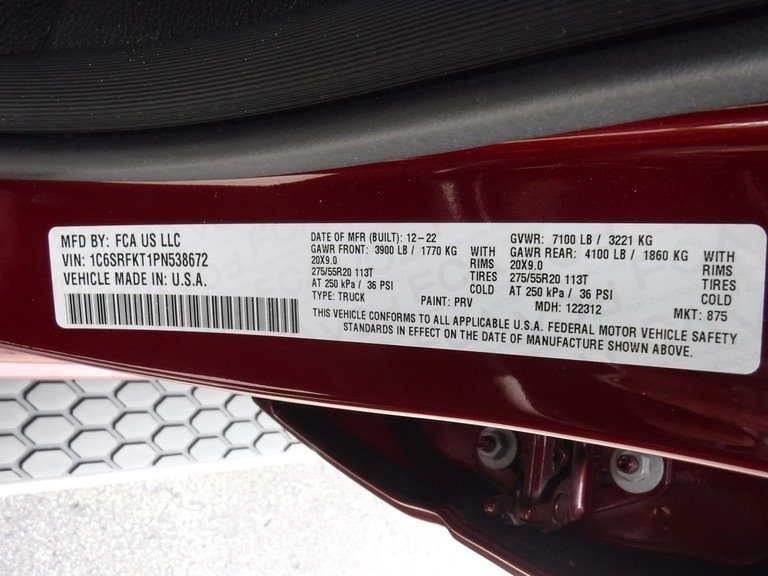 MFD BY: FCA US LLC
VIN: 1C6SRFKT1PN538672
VEHICLE MADE IN U.S.A.
DATE OF MFR (BUILT): 12-22
GAWR FRONT: 3900 LB / 1770 KG WITH
20X9.0 RIMS
275/55R20 113T TIRES
AT 250 kPa / 36 PSI COLD
TYPE: TRUCK PAINT: PRV
GVWR: 7100 LB / 3221 KG
GAWR REAR: 4100 LB / 1860 KG WITH
20X9.0 RIMS
275/55R20 113T TIRES
AT 250 kPa / 36 PSI COLD
MDH: 122312 MKT: 875
THIS VEHICLE CONFORMS TO ALL APPLICABLE U.S.A. FEDERAL MOTOR VEHICLE SAFETY
STANDARDS IN EFFECT ON THE DATE OF MANUFACTURE SHOWN ABOVE.